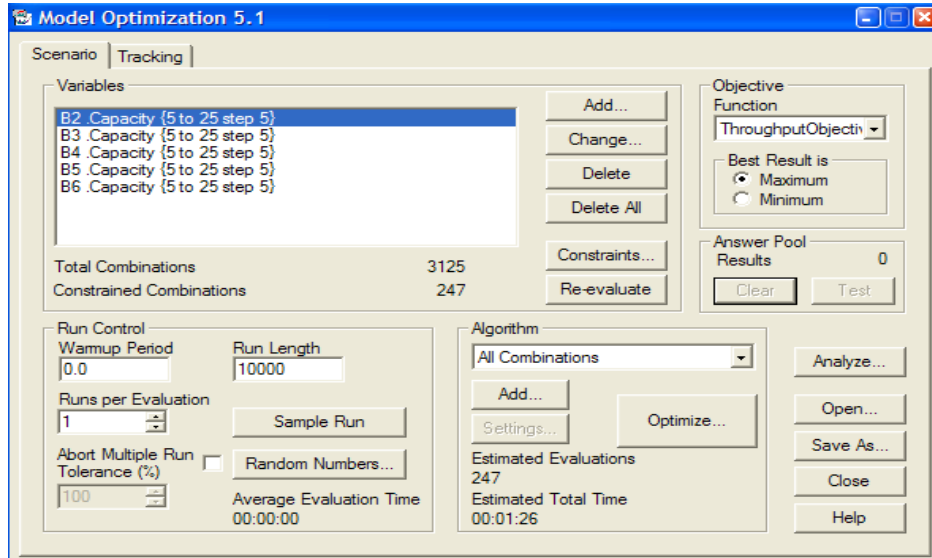 Model Optimization 5.1
Scenario
Tracking
Variables
B2 .Capacity {5 to 25 step 5}
B3 .Capacity {5 to 25 step 5}
B4 .Capacity {5 to 25 step 5}
B5 .Capacity {5 to 25 step 5}
B6 .Capacity {5 to 25 step 5}
Add...
Change...
Delete
Delete All
Constraints...
Re-evaluate
Total Combinations 3125
Constrained Combinations 247
Objective
Function
ThroughputObjectiv
Best Result is
Maximum
Minimum
Answer Pool
Results 0
Clear
Test
Run Control
Warmup Period
0.0
Run Length
10000
Runs per Evaluation
1
Sample Run
Abort Multiple Run
Tolerance (%)
100
Random Numbers...
Average Evaluation Time
00:00:00
Algorithm
All Combinations
Add...
Settings...
Optimize...
Estimated Evaluations
247
Estimated Total Time
00:01:26
Analyze...
Open...
Save As...
Close
Help